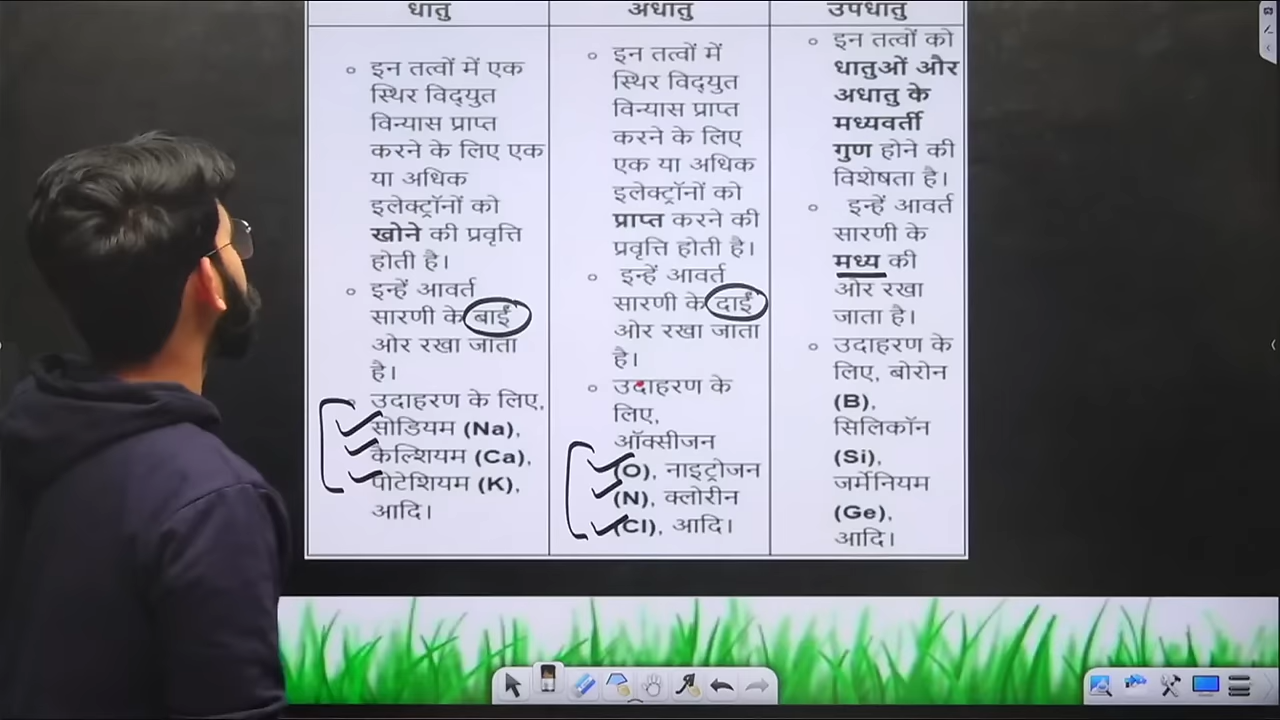 धातु
इन तत्वों में एक
स्थिर विद्युत
विन्यास प्राप्त
करने के लिए एक
या अधिक
इलेक्ट्रॉनों को
खोने की प्रवृत्ति
होती है।
इन्हें आवर्त
सारणी के बाईं
ओर रखा जाता
है।
उदाहरण के लिए,
सोडियम (Na),
कैल्शियम (Ca),
पोटेशियम (K),
आदि।
अधातु
इन तत्वों में
स्थिर विद्युत
विन्यास प्राप्त
करने के लिए
एक या अधिक
इलेक्ट्रॉनों को
प्राप्त करने की
प्रवृत्ति होती है।
इन्हें आवर्त
सारणी के दाईं
ओर रखा जाता
है।
उदाहरण के
लिए,
ऑक्सीजन
(O), नाइट्रोजन
(N), क्लोरीन
(Cl), आदि।
उपधातु
इन तत्वों को
धातुओं और
अधातु के
मध्यवर्ती
गुण होने की
विशेषता है।
इन्हें आवर्त
सारणी के
मध्य की
ओर रखा
जाता है।
उदाहरण के
लिए, बोरोन
(B),
सिलिकॉन
(Si),
जर्मेनियम
(Ge),
आदि।